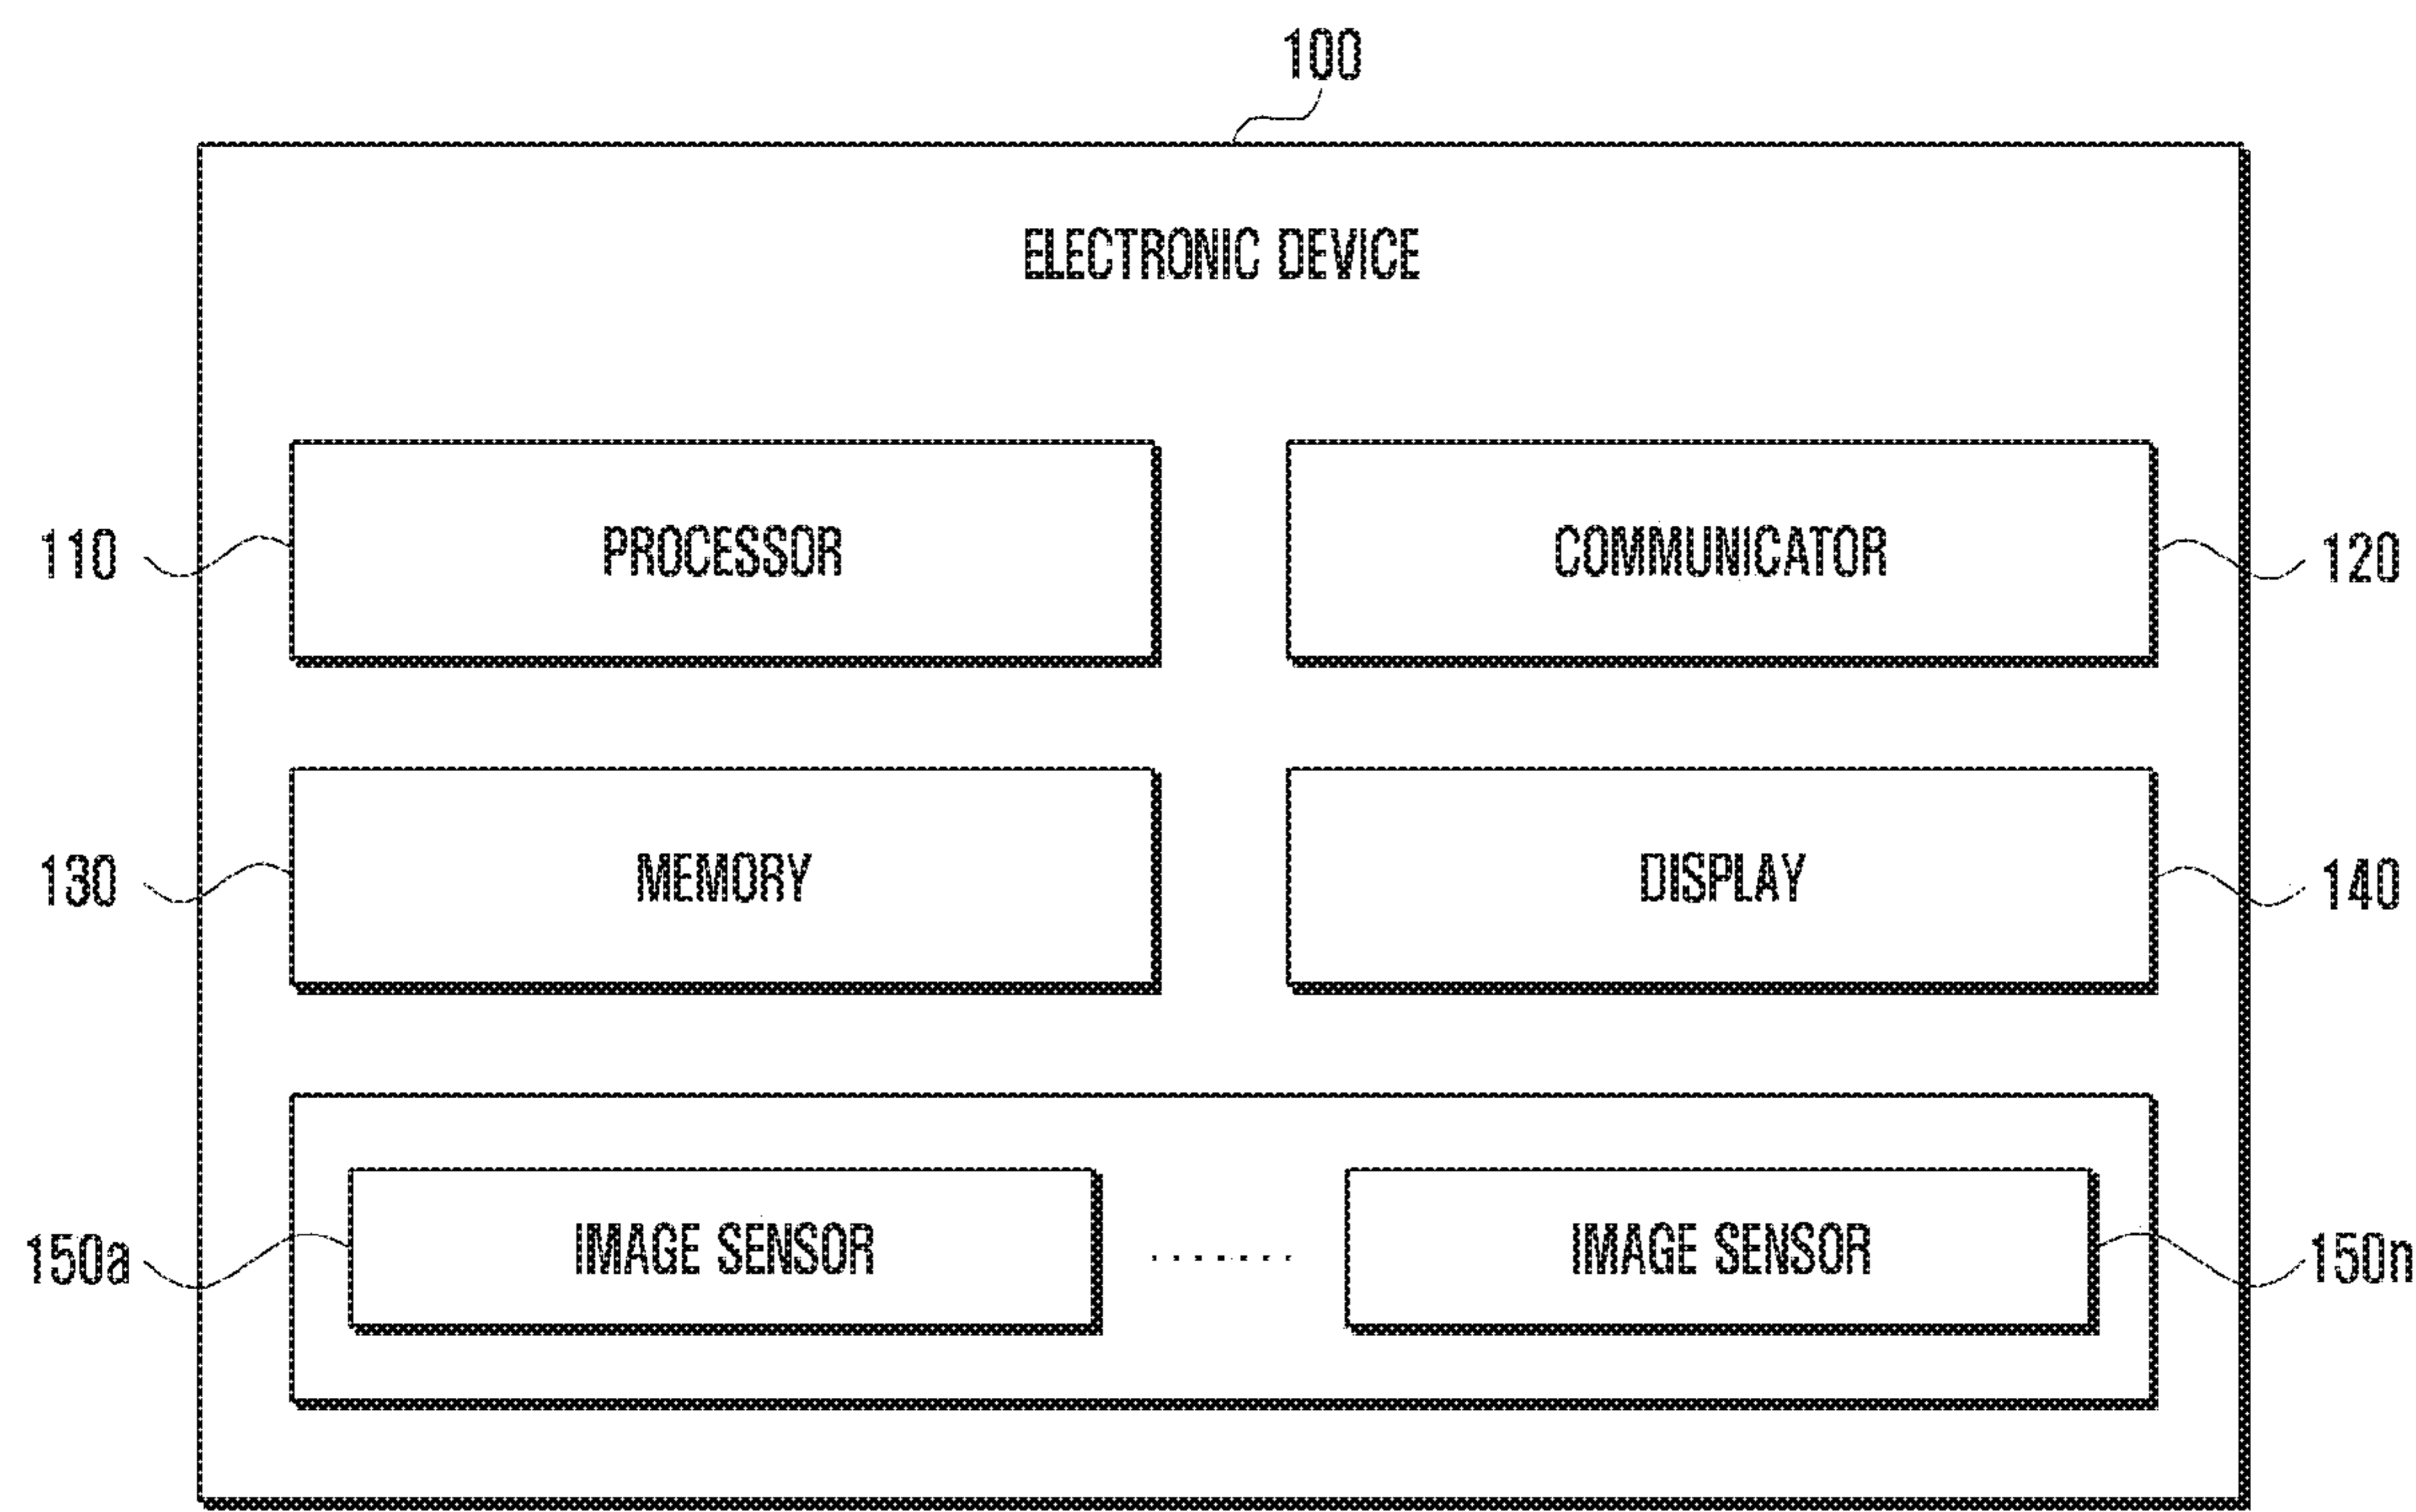 100
ELECTRONIC DEVICE
110 PROCESSOR COMMUNICATOR 120
130 MEMORY DISPLAY 140
150a IMAGE SENSOR ....... IMAGE SENSOR 150n